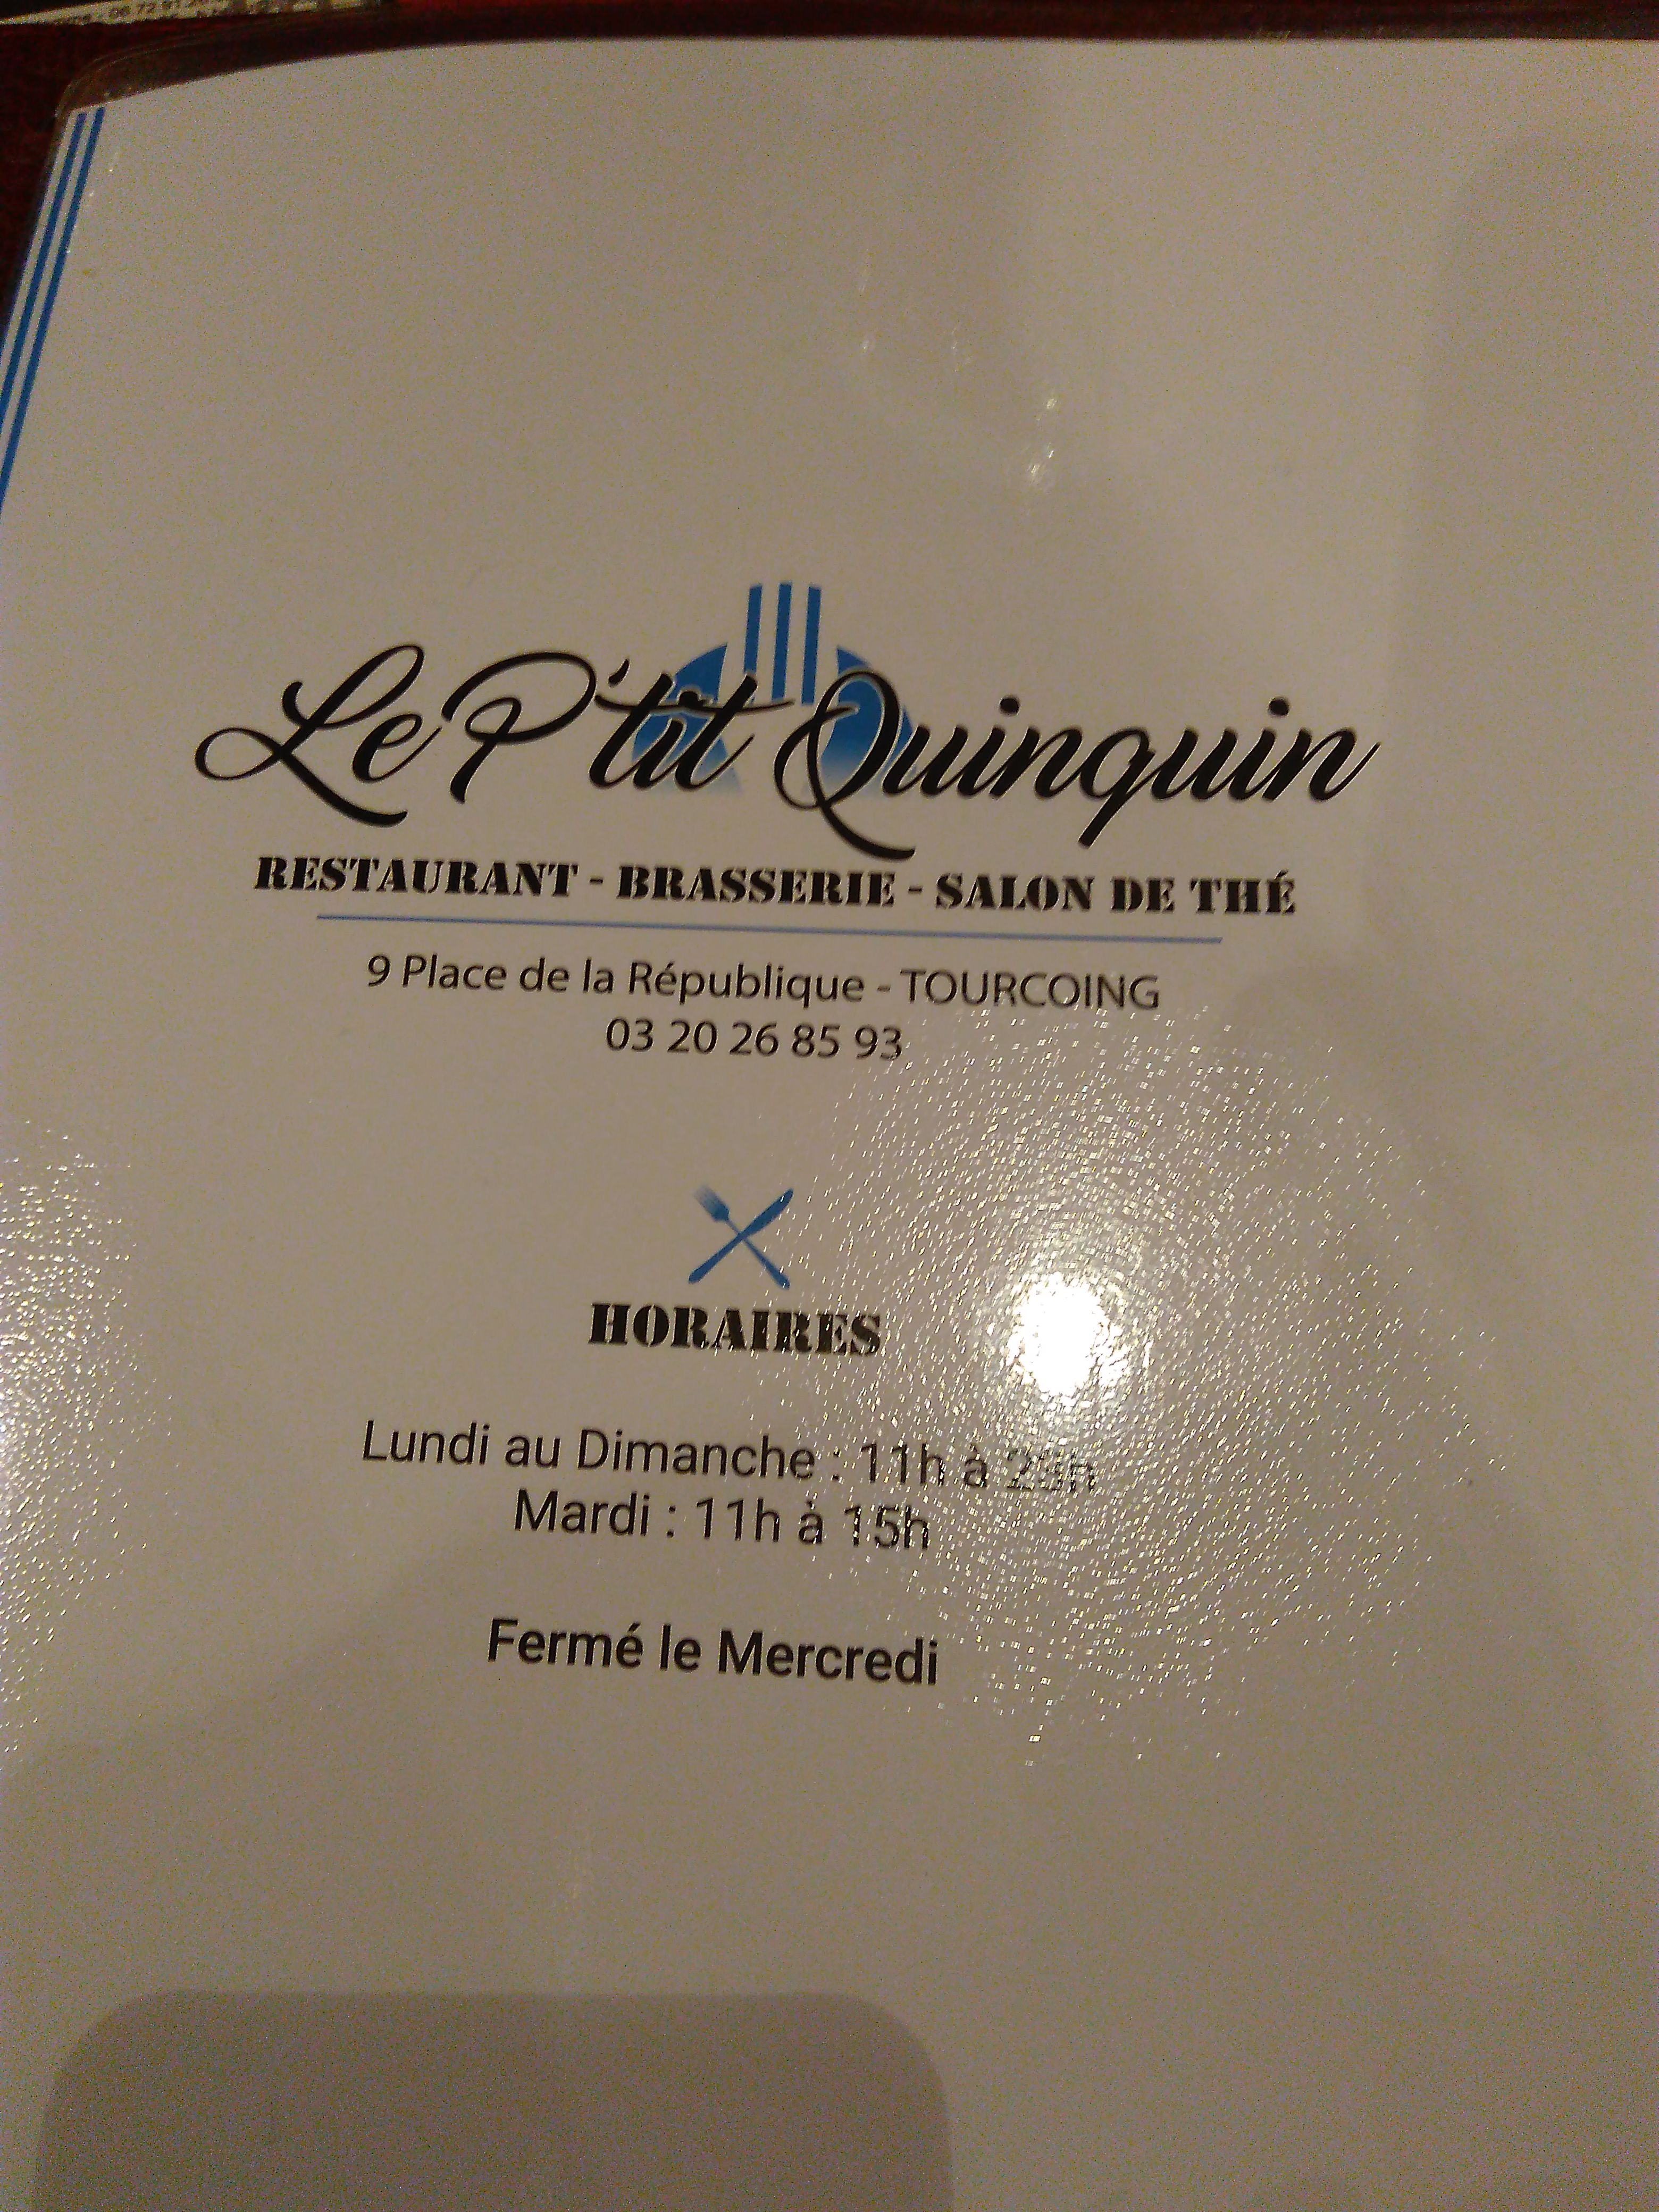 Le P'tit Quinquin
RESTAURANT - BRASSERIE - SALON DE THÉ
9 Place de la République - TOURCOING
03 20 26 85 93
HORAIRES
Lundi au Dimanche : 11h à
Mardi : 11h à 15h
Fermé le Mercredi